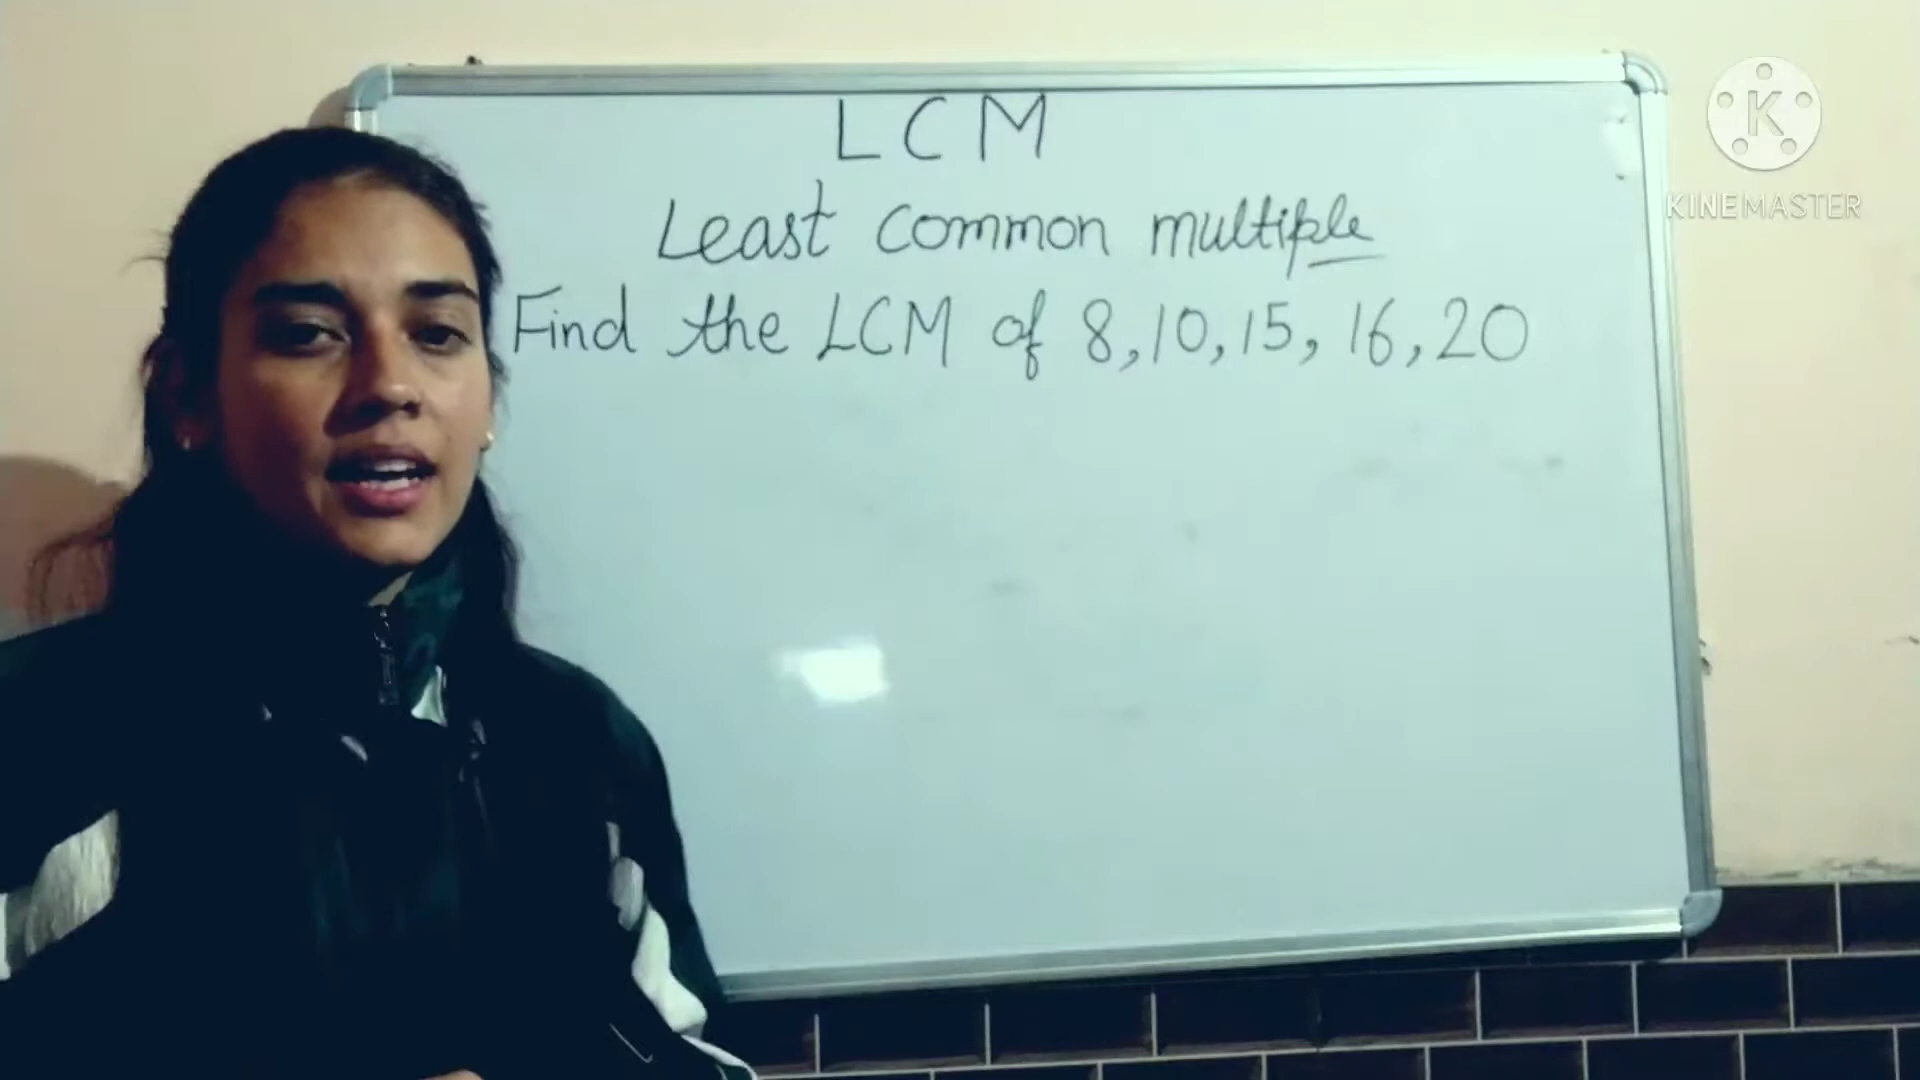 LCM
Least common multiple
Find the LCM of 8, 10, 15, 16, 20
K
KINEMASTER